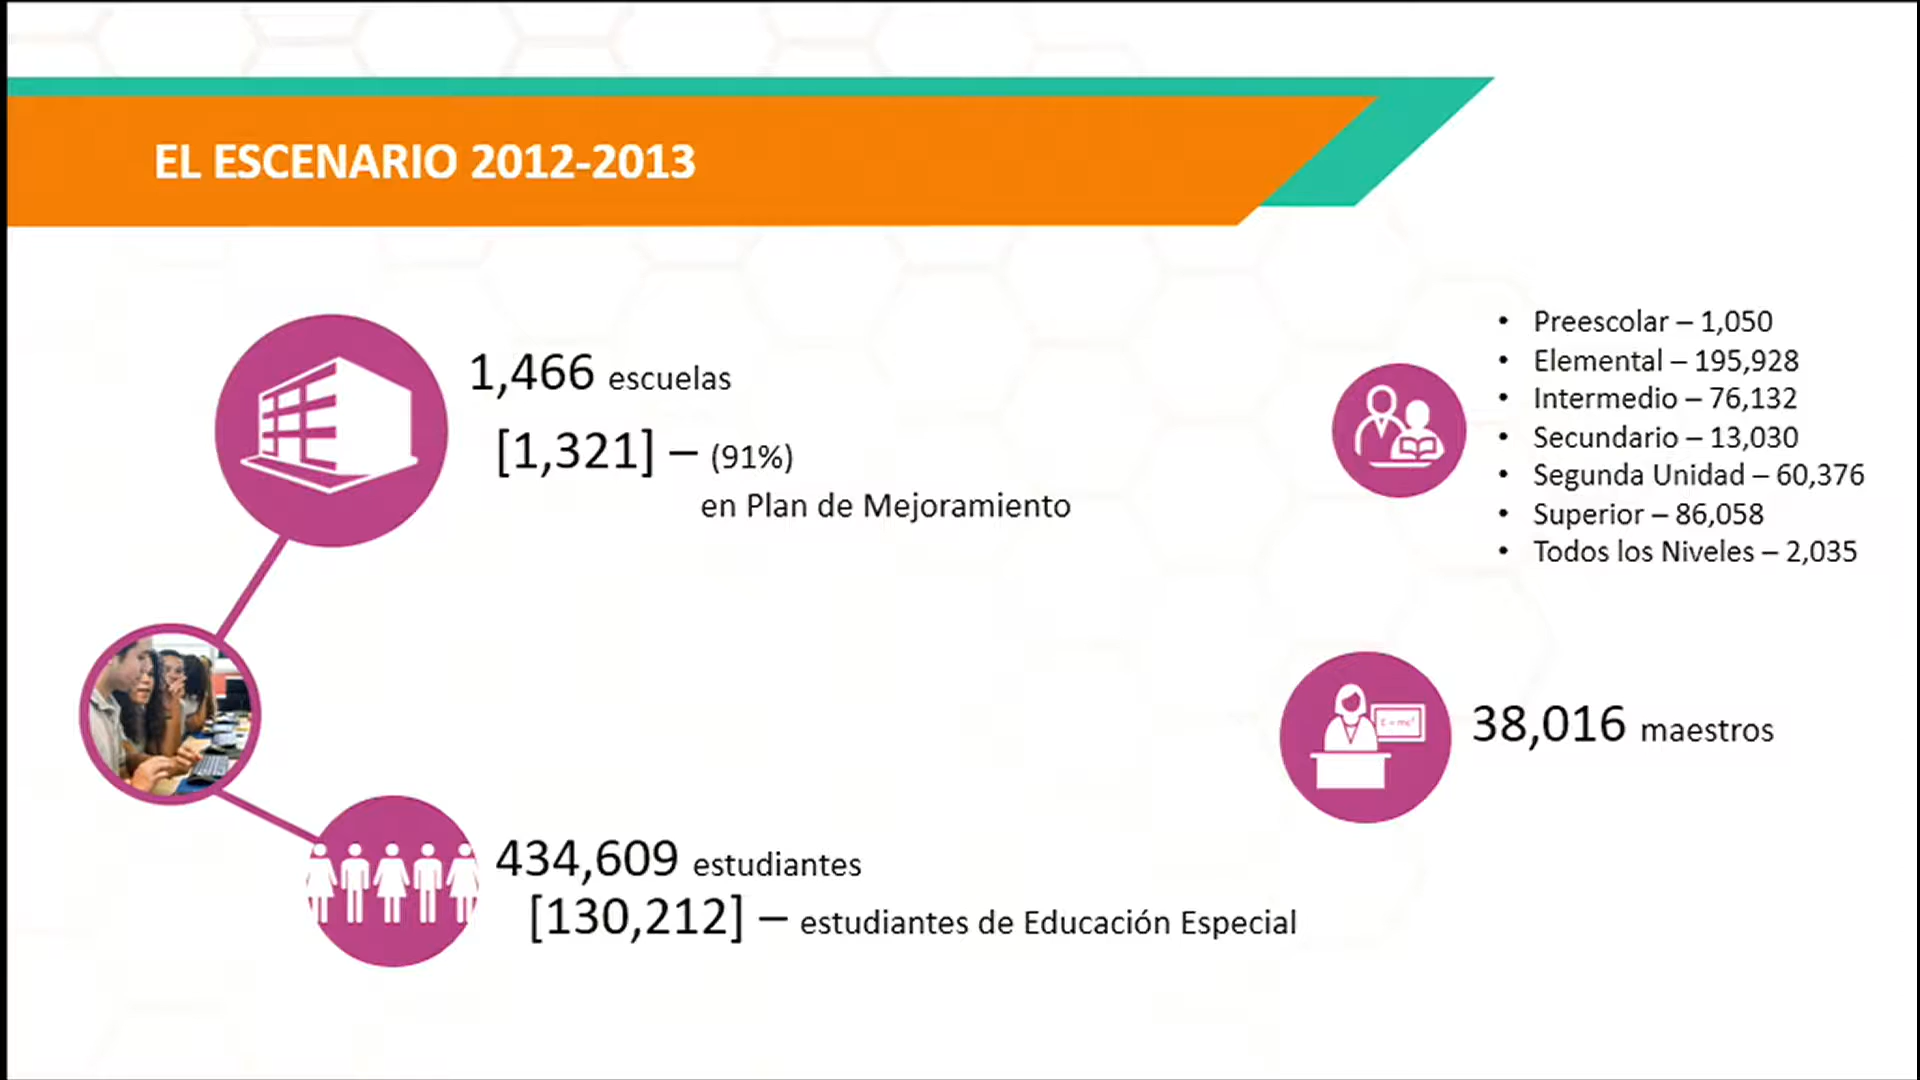 EL ESCENARIO 2012-2013
1,466 escuelas
[1,321] – (91%)
en Plan de Mejoramiento
• Preescolar – 1,050
• Elemental – 195,928
• Intermedio – 76,132
• Secundario – 13,030
• Segunda Unidad – 60,376
• Superior – 86,058
• Todos los Niveles – 2,035
E = mc²
38,016 maestros
434,609 estudiantes
[130,212] – estudiantes de Educación Especial